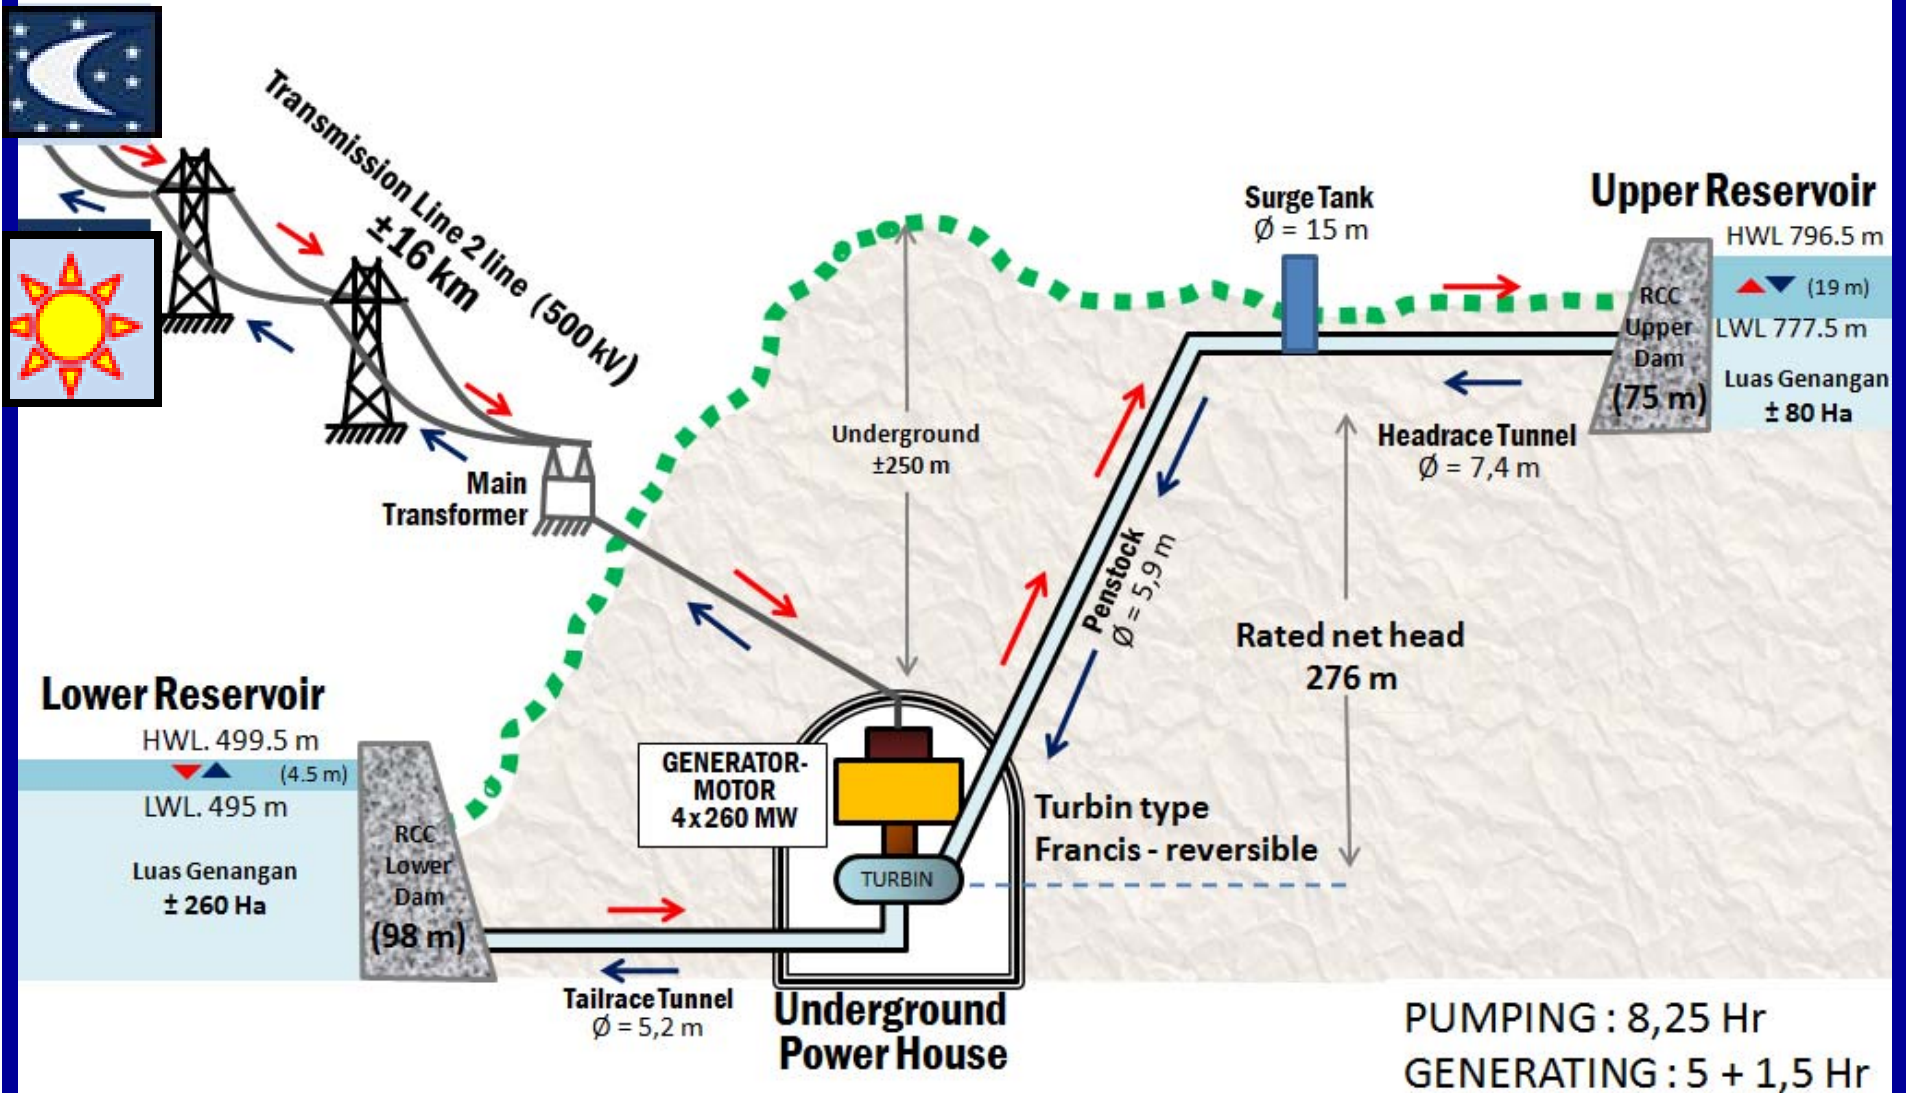 Transmission Line 2 line (500 kV)
±16 km
Surge Tank
Ø = 15 m
Upper Reservoir
HWL 796.5 m
(19 m)
LWL 777.5 m
Luas Genangan
± 80 Ha
RCC
Upper
Dam
(75 m)
Headrace Tunnel
Ø = 7,4 m
Underground
±250 m
Main
Transformer
Penstock
Ø = 5,9 m
Rated net head
276 m
Lower Reservoir
HWL. 499.5 m
(4.5 m)
LWL. 495 m
Luas Genangan
± 260 Ha
RCC
Lower
Dam
(98 m)
GENERATOR-
MOTOR
4x260 MW
TURBIN
Turbin type
Francis - reversible
Tailrace Tunnel
Ø = 5,2 m
Underground
Power House
PUMPING : 8,25 Hr
GENERATING : 5 + 1,5 Hr